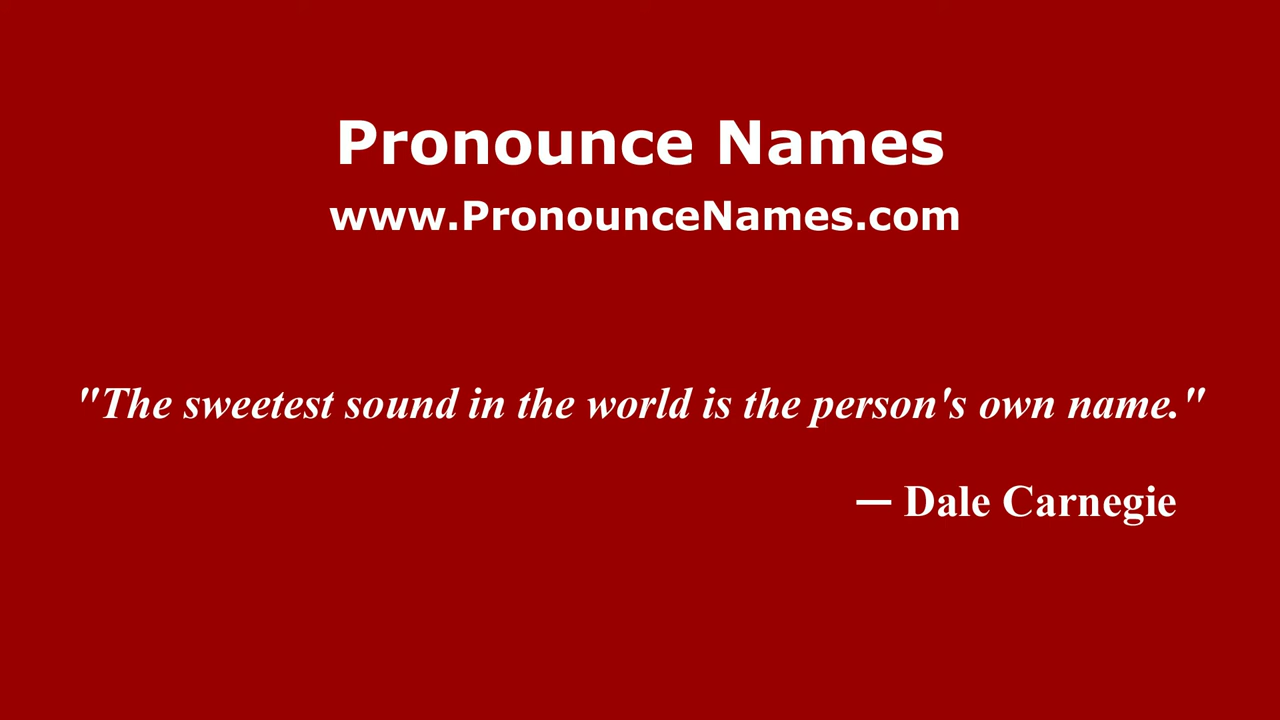 Pronounce Names
www.PronounceNames.com
"The sweetest sound in the world is the person's own name."
— Dale Carnegie